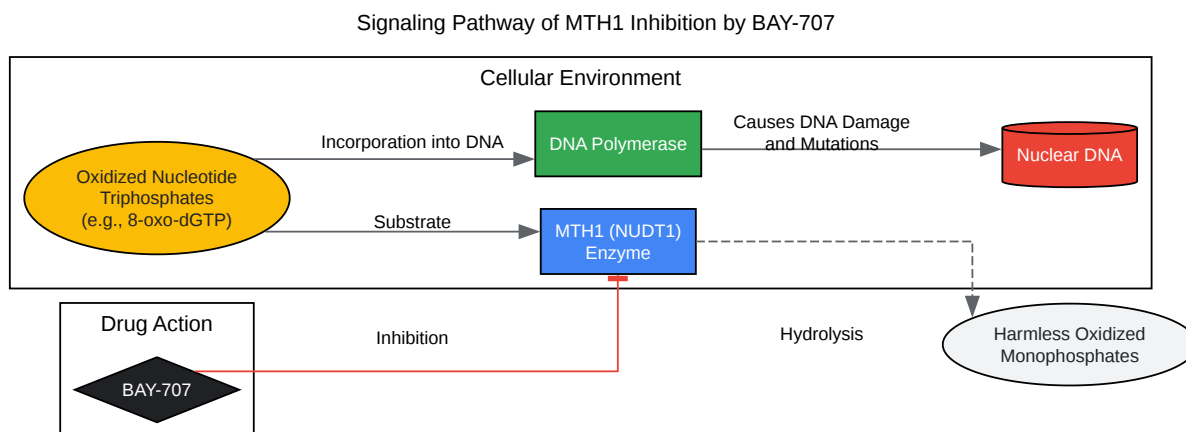 Signaling Pathway of MTH1 Inhibition by BAY-707
Cellular Environment
Oxidized Nucleotide
Triphosphates
(e.g., 8-oxo-dGTP)
Incorporation into DNA
DNA Polymerase
Causes DNA Damage
and Mutations
Nuclear DNA
Substrate
MTH1 (NUDT1)
Enzyme
Drug Action
BAY-707
Inhibition
Hydrolysis
Harmless Oxidized
Monophosphates